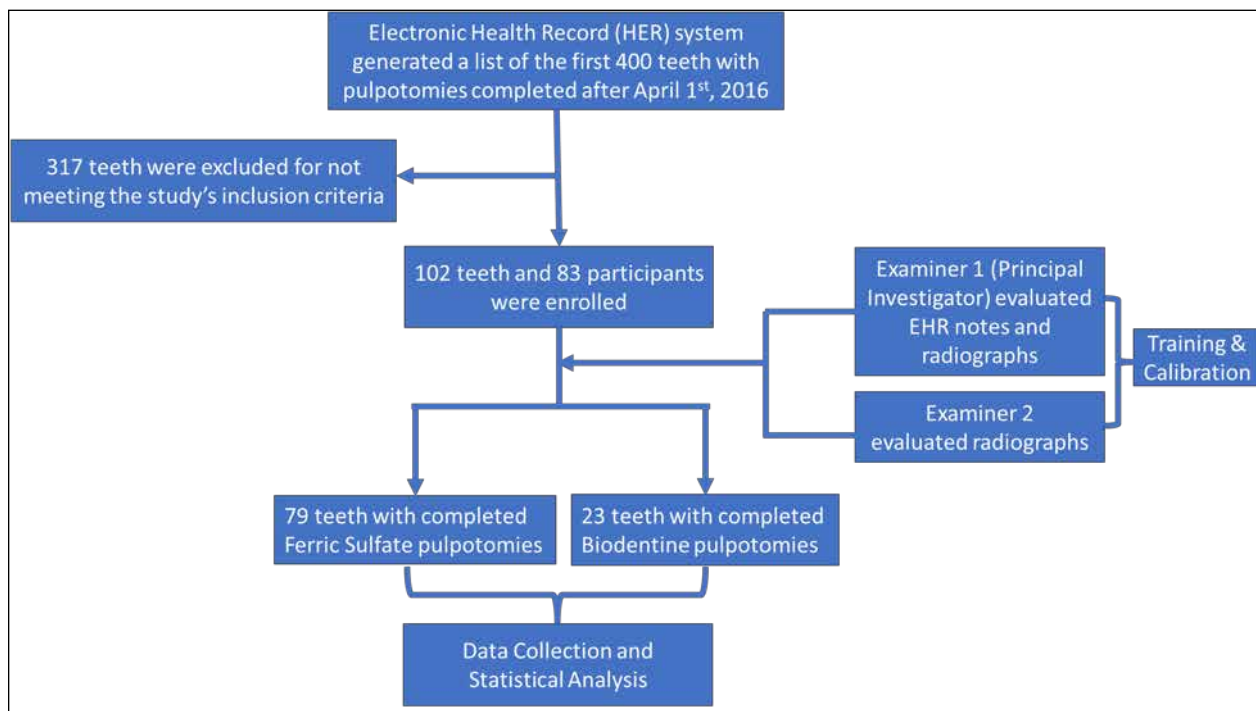 Electronic Health Record (HER) system
generated a list of the first 400 teeth with
pulpotomies completed after April 1st, 2016
317 teeth were excluded for not
meeting the study's inclusion criteria
102 teeth and 83 participants
were enrolled
Examiner 1 (Principal
Investigator) evaluated
EHR notes and
radiographs
Training &
Calibration
Examiner 2
evaluated radiographs
79 teeth with completed
Ferric Sulfate pulpotomies
23 teeth with completed
Biodentine pulpotomies
Data Collection and
Statistical Analysis